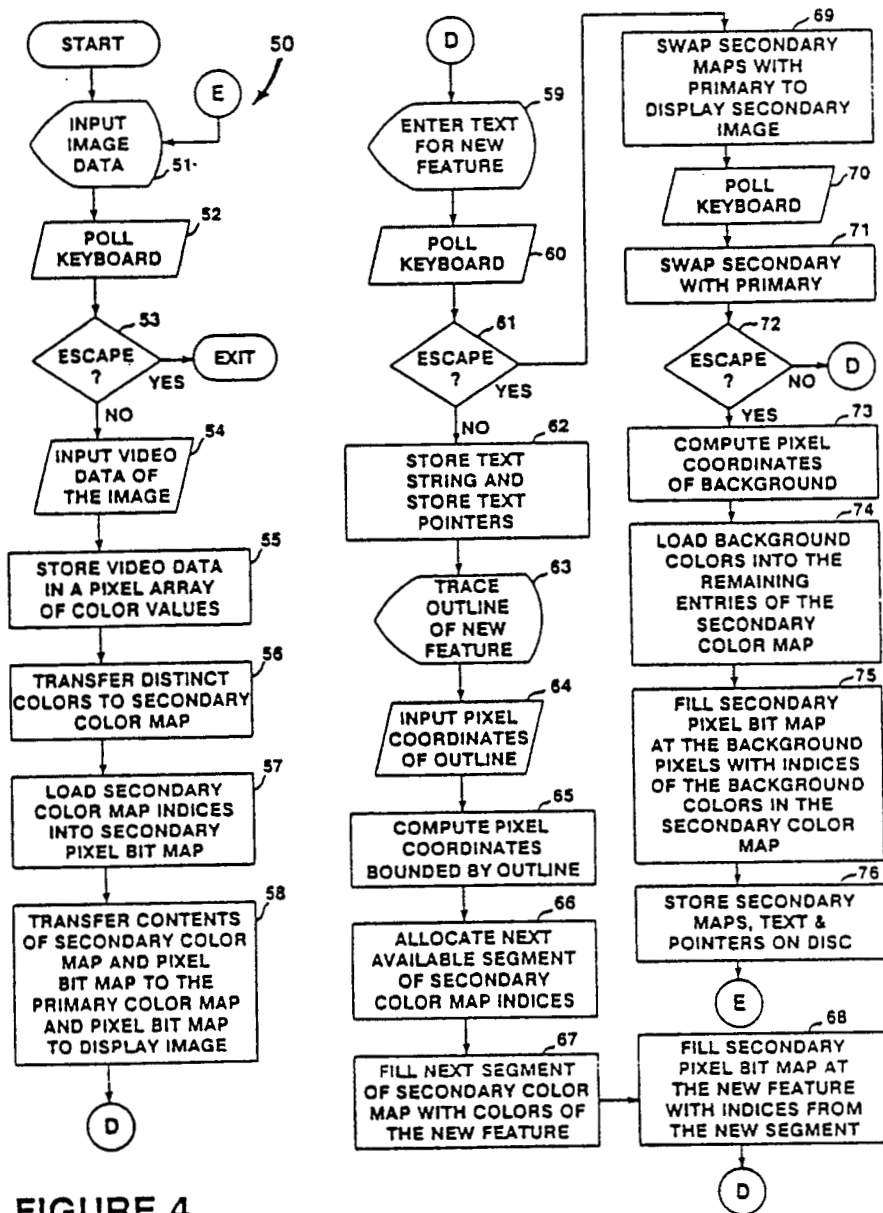 START
50
E
INPUT
IMAGE
DATA
51
52
POLL
KEYBOARD
53
ESCAPE
?
YES
EXIT
NO
54
INPUT VIDEO
DATA OF
THE IMAGE
55
STORE VIDEO DATA
IN A PIXEL ARRAY
OF COLOR VALUES
56
TRANSFER DISTINCT
COLORS TO SECONDARY
COLOR MAP
57
LOAD SECONDARY
COLOR MAP INDICES
INTO SECONDARY
PIXEL BIT MAP
58
TRANSFER CONTENTS
OF SECONDARY COLOR
MAP AND PIXEL
BIT MAP TO THE
PRIMARY COLOR MAP
AND PIXEL BIT MAP
TO DISPLAY IMAGE
D
D
59
ENTER TEXT
FOR NEW
FEATURE
POLL
KEYBOARD
60
61
ESCAPE
?
YES
NO
62
STORE TEXT
STRING AND
STORE TEXT
POINTERS
63
TRACE
OUTLINE
OF NEW
FEATURE
64
INPUT PIXEL
COORDINATES
OF OUTLINE
65
COMPUTE PIXEL
COORDINATES
BOUNDED BY OUTLINE
66
ALLOCATE NEXT
AVAILABLE SEGMENT
OF SECONDARY
COLOR MAP INDICES
67
FILL NEXT SEGMENT
OF SECONDARY COLOR
MAP WITH COLORS OF
THE NEW FEATURE
68
FILL SECONDARY
PIXEL BIT MAP AT
THE NEW FEATURE
WITH INDICES FROM
THE NEW SEGMENT
D
69
SWAP SECONDARY
MAPS WITH
PRIMARY TO
DISPLAY SECONDARY
IMAGE
70
POLL
KEYBOARD
71
SWAP SECONDARY
WITH PRIMARY
72
ESCAPE
?
NO
D
YES
73
COMPUTE PIXEL
COORDINATES
OF BACKGROUND
74
LOAD BACKGROUND
COLORS INTO THE
REMAINING
ENTRIES OF THE
SECONDARY
COLOR MAP
75
FILL SECONDARY
PIXEL BIT MAP
AT THE BACKGROUND
PIXELS WITH INDICES
OF THE BACKGROUND
COLORS IN THE
SECONDARY COLOR
MAP
76
STORE SECONDARY
MAPS, TEXT &
POINTERS ON DISC
E
FIGURE 4